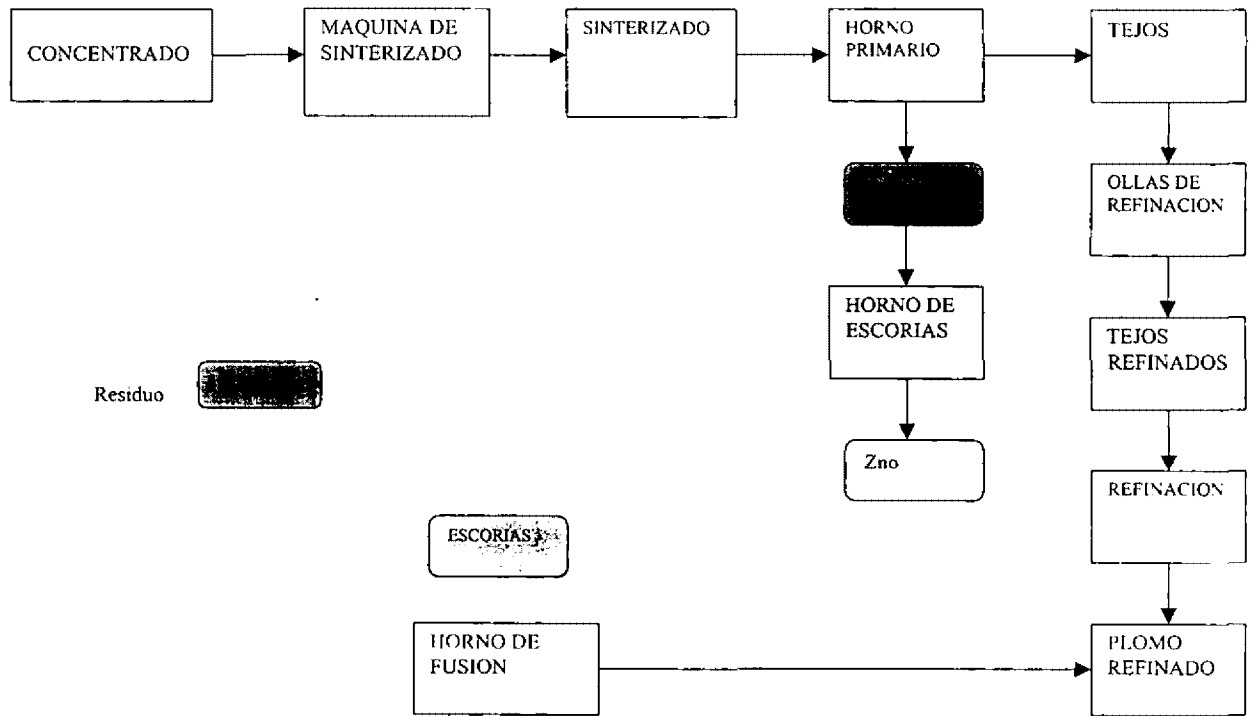 CONCENTRADO
MAQUINA DE
SINTERIZADO
SINTERIZADO
HORNO
PRIMARIO
TEJOS
OLLAS DE
REFINACION
HORNO DE
ESCORIAS
TEJOS
REFINADOS
Residuo
Zno
REFINACION
ESCORIAS
HORNO DE
FUSION
PLOMO
REFINADO